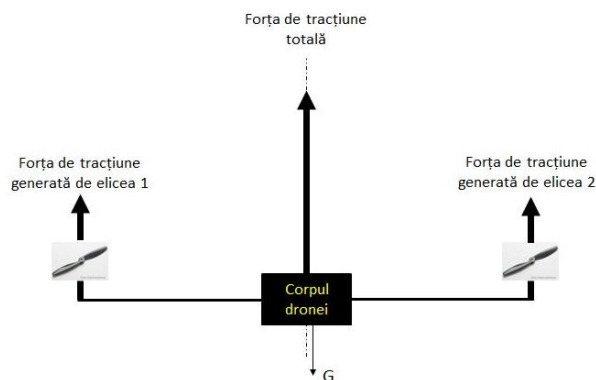 Forța de tracțiune
totală
Forța de tracțiune
generată de elicea 1
Forța de tracțiune
generată de elicea 2
Corpul
dronei
G